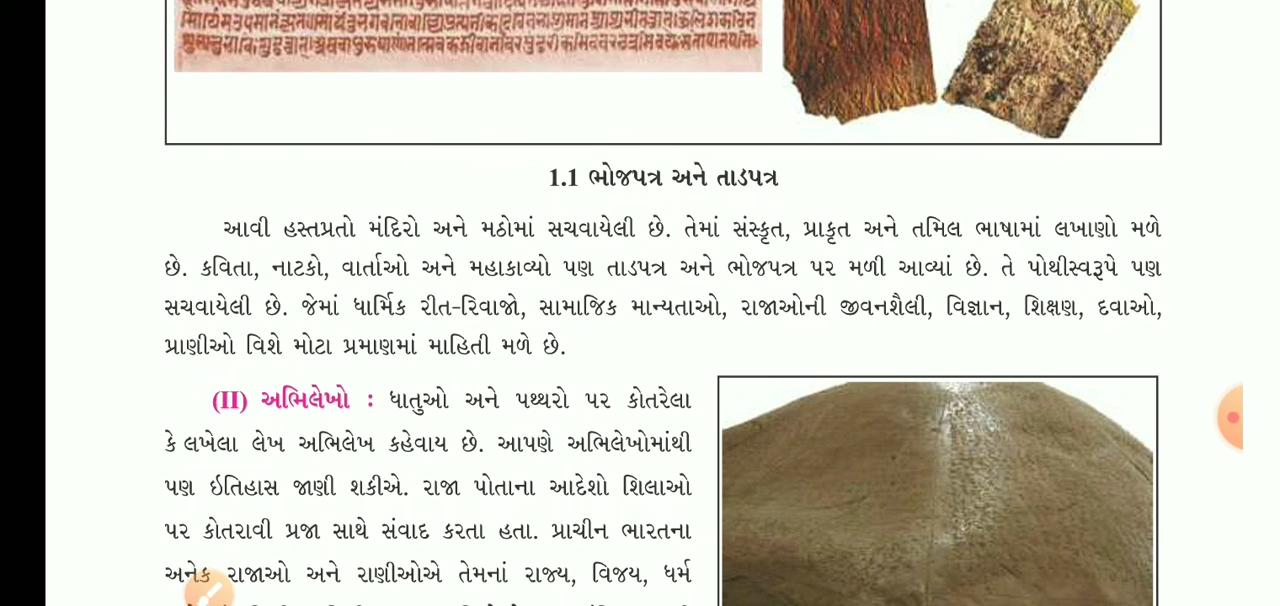 1.1 ભોજપત્ર અને તાડપત્ર
આવી હસ્તપ્રતો મંદિરો અને મઠોમાં સચવાયેલી છે. તેમાં સંસ્કૃત, પ્રાકૃત અને તમિલ ભાષામાં લખાણો મળે
છે. કવિતા, નાટકો, વાર્તાઓ અને મહાકાવ્યો પણ તાડપત્ર અને ભોજપત્ર પર મળી આવ્યાં છે. તે પોથીસ્વરૂપે પણ
સચવાયેલી છે. જેમાં ધાર્મિક રીત-રિવાજો, સામાજિક માન્યતાઓ, રાજાઓની જીવનશૈલી, વિજ્ઞાન, શિક્ષણ, દવાઓ,
પ્રાણીઓ વિશે મોટા પ્રમાણમાં માહિતી મળે છે.
(II) અભિલેખો : ધાતુઓ અને પથ્થરો પર કોતરેલા
કે લખેલા લેખ અભિલેખ કહેવાય છે. આપણે અભિલેખોમાંથી
પણ ઇતિહાસ જાણી શકીએ. રાજા પોતાના આદેશો શિલાઓ
પર કોતરાવી પ્રજા સાથે સંવાદ કરતા હતા. પ્રાચીન ભારતના
અનેક રાજાઓ અને રાણીઓએ તેમનાં રાજ્ય, વિજય, ધર્મ